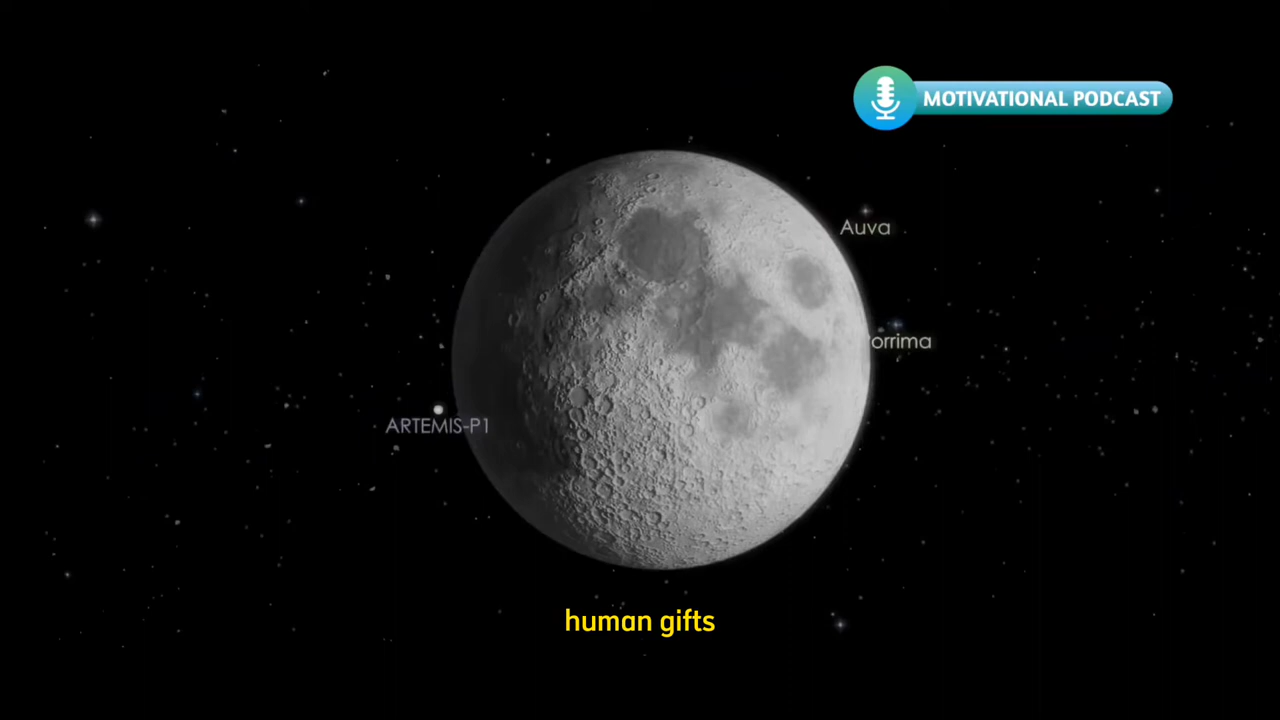 MOTIVATIONAL PODCAST
Auva
orrima
ARTEMIS-P1
human gifts